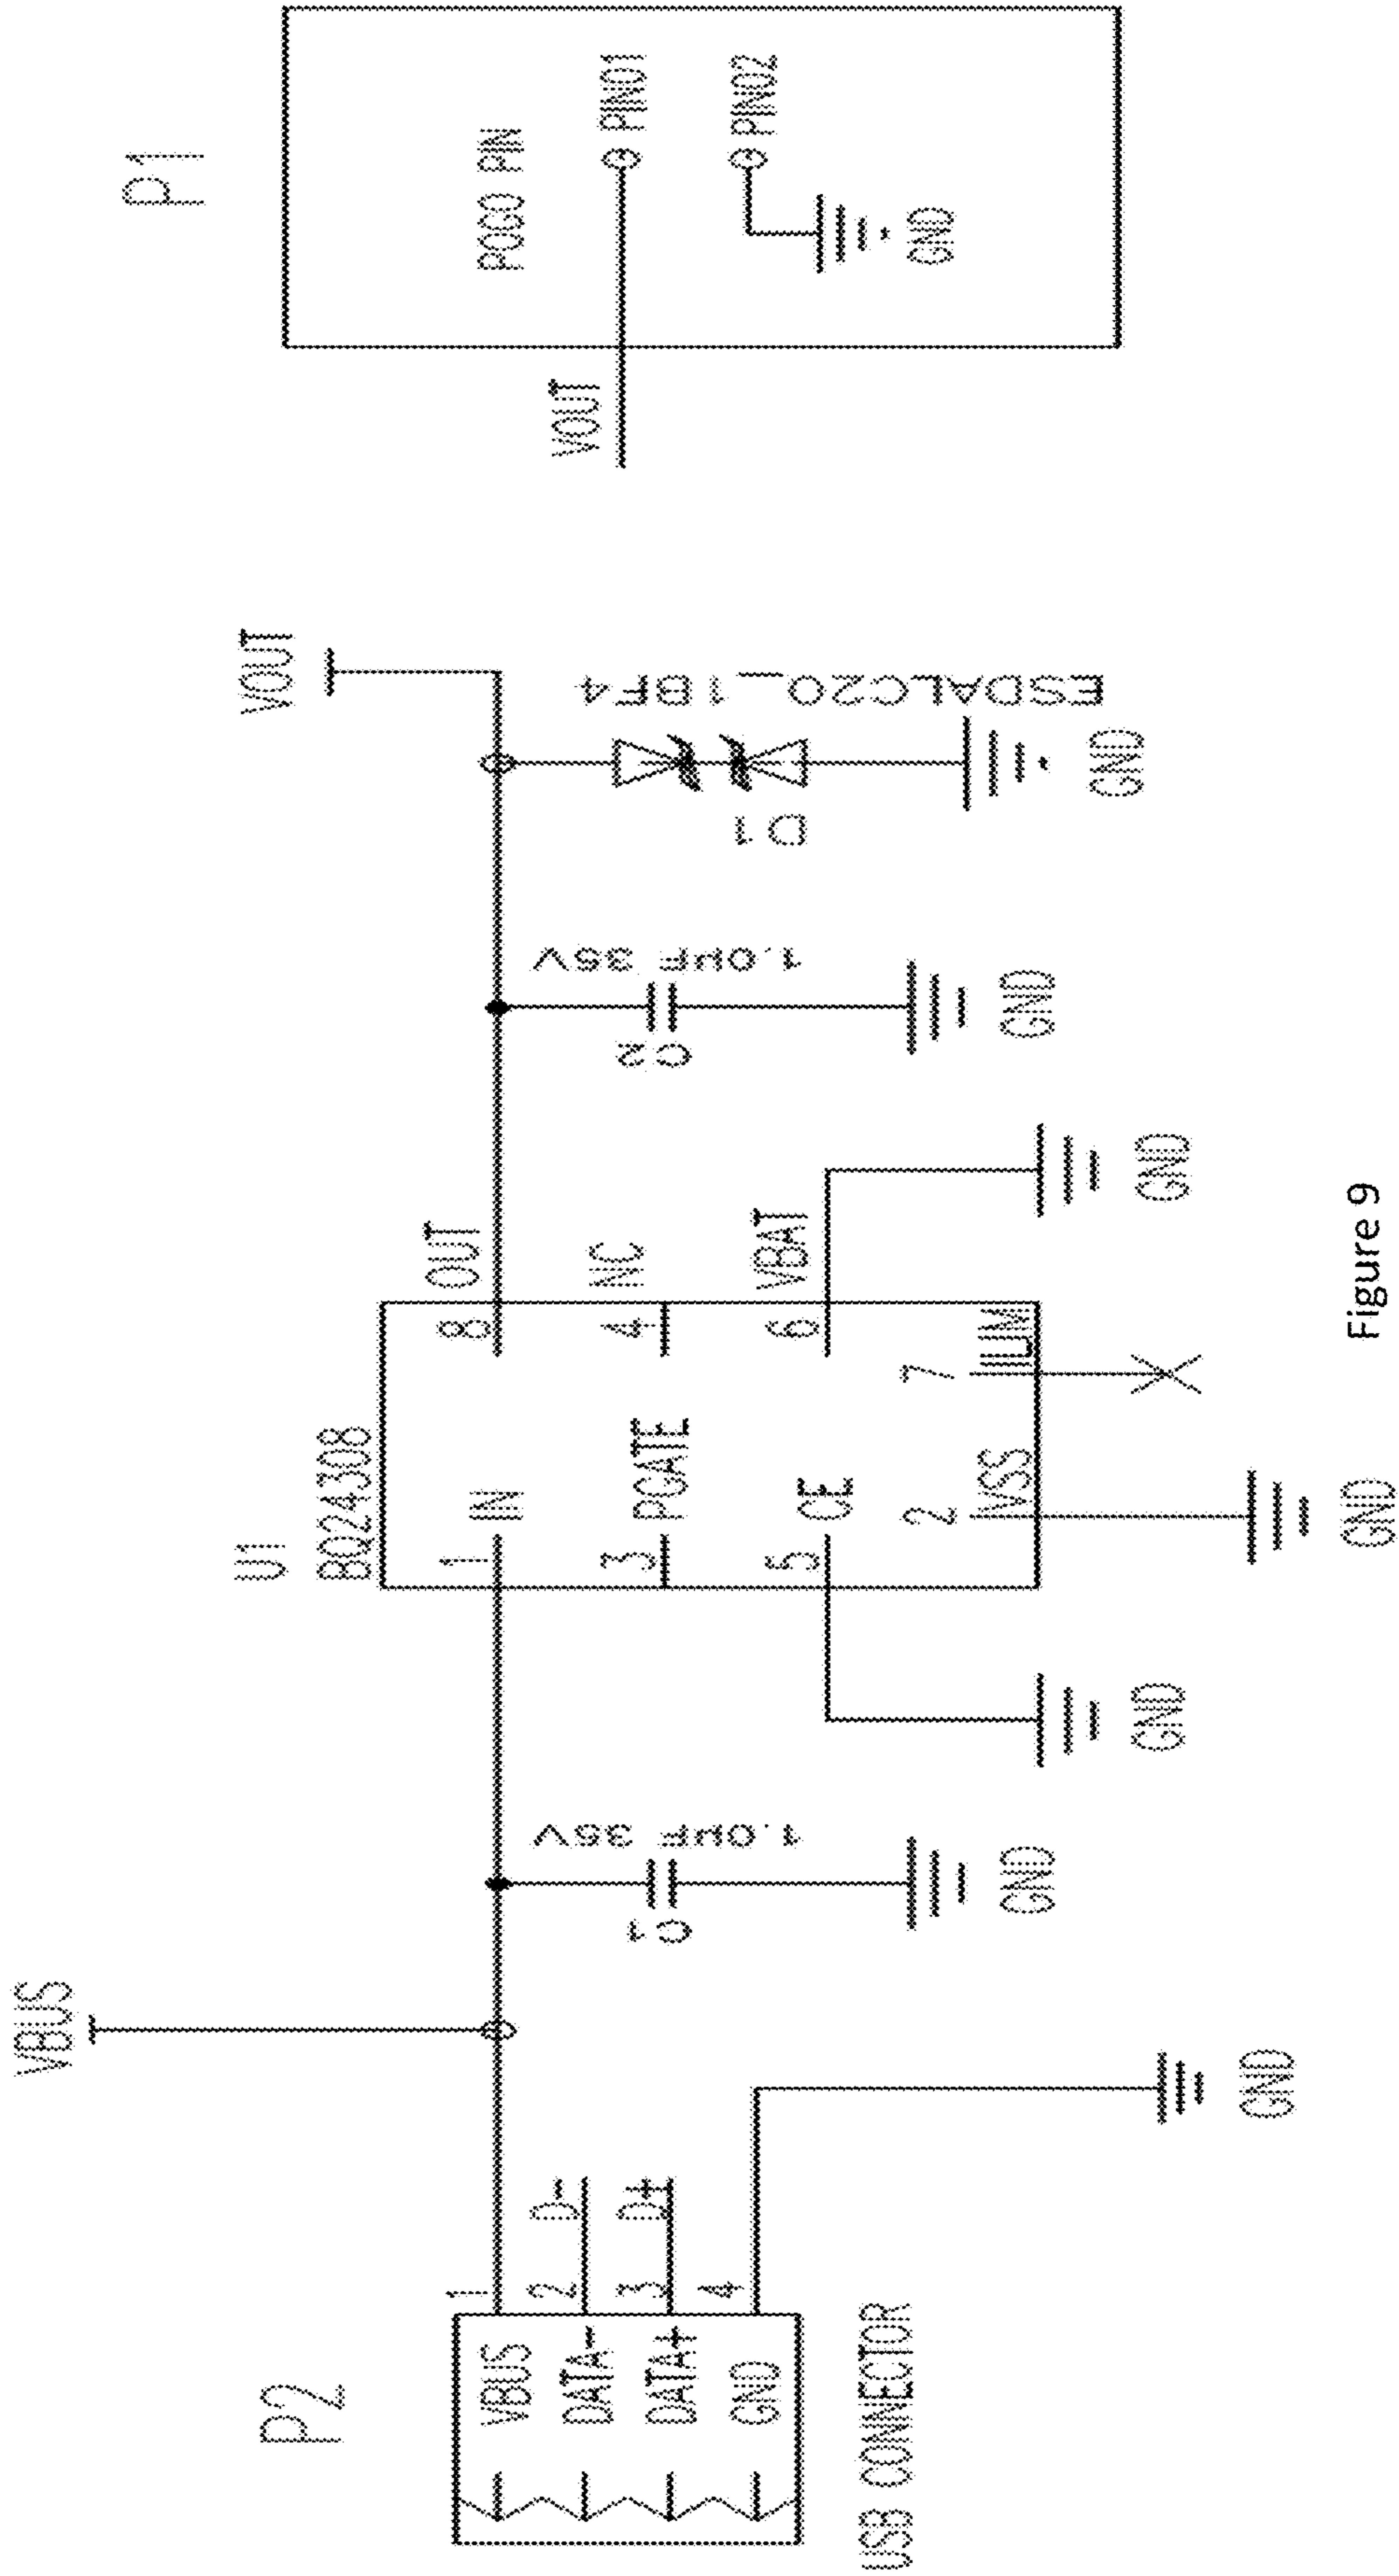 P2
VBUS
DATA-
DATA+
GND
1
2
3
4
D-
D+
USB CONNECTOR
GND
VBUS
C1
1.0µF 35V
GND
GND
U1
BQ24308
1
IN
3
PGATE
5
CE
2
VSS
GND
7
ILIM
8
OUT
4
NC
6
VBAT
GND
C2
1.0µF 35V
GND
D1
ESDALC20_1BF4
GND
VOUT
P1
POGO PIN
VOUT
PIN01
PIN02
GND
Figure 9